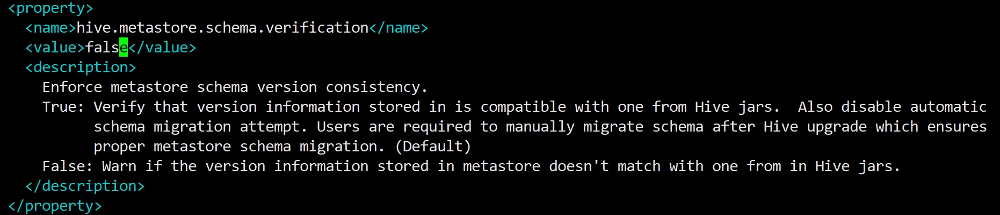 <property>
<name>hive.metastore.schema.verification</name>
<value>false</value>
<description>
Enforce metastore schema version consistency.
True: Verify that version information stored in is compatible with one from Hive jars.  Also disable automatic
schema migration attempt. Users are required to manually migrate schema after Hive upgrade which ensures
proper metastore schema migration. (Default)
False: Warn if the version information stored in metastore doesn't match with one from in Hive jars.
</description>
</property>